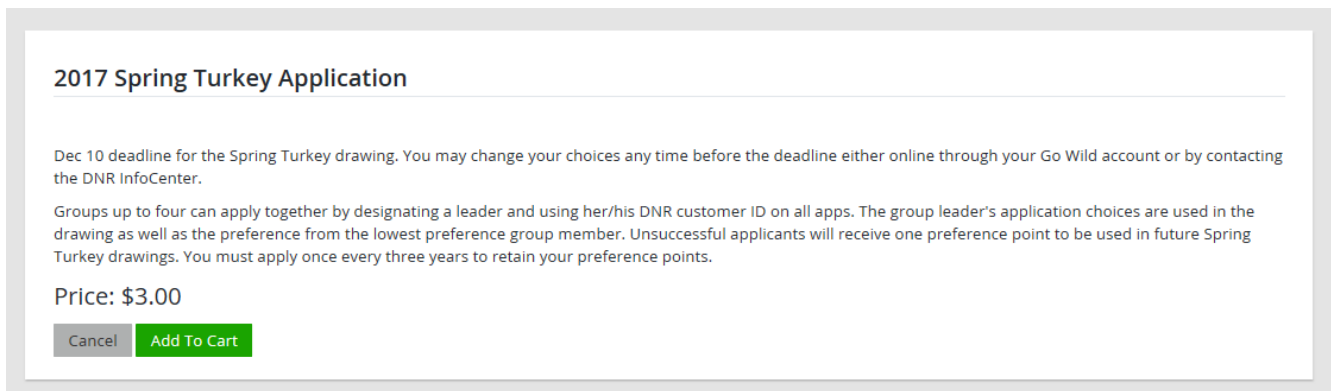 2017 Spring Turkey Application
Dec 10 deadline for the Spring Turkey drawing. You may change your choices any time before the deadline either online through your Go Wild account or by contacting
the DNR InfoCenter.
Groups up to four can apply together by designating a leader and using her/his DNR customer ID on all apps. The group leader's application choices are used in the
drawing as well as the preference from the lowest preference group member. Unsuccessful applicants will receive one preference point to be used in future Spring
Turkey drawings. You must apply once every three years to retain your preference points.
Price: $3.00
Cancel Add To Cart